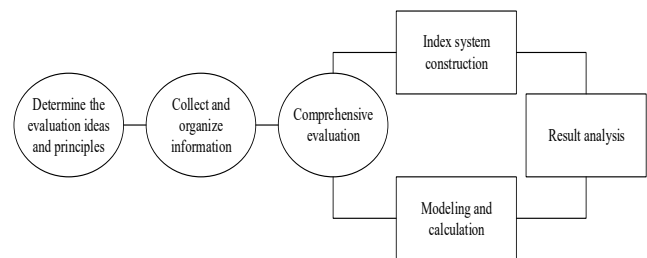 Determine the
evaluation ideas
and principles
Collect and
organize
information
Comprehensive
evaluation
Index system
construction
Modeling and
calculation
Result analysis